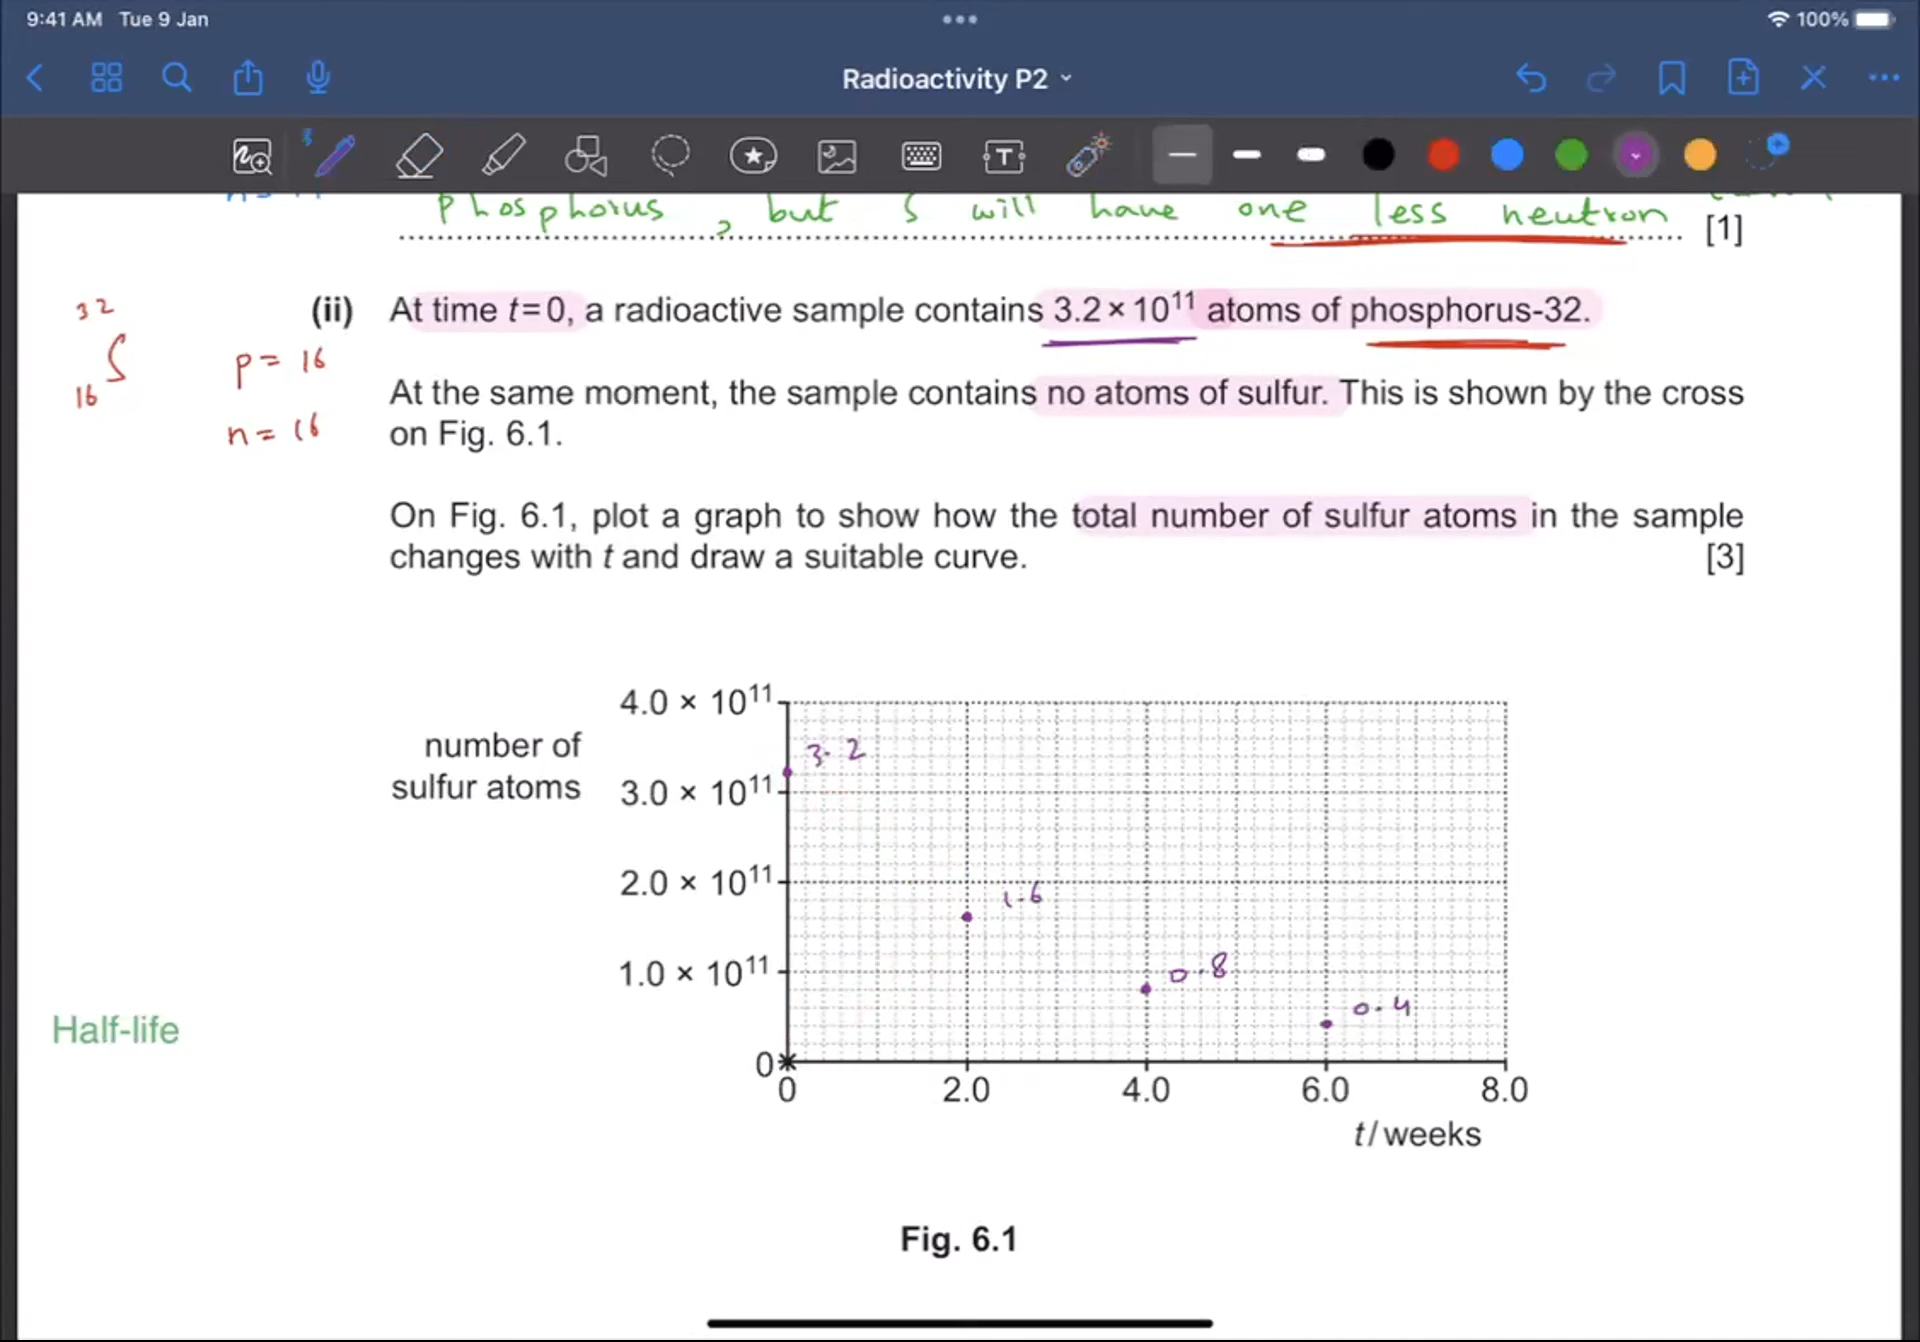 9:41 AM Tue 9 Jan
100%
Radioactivity P2
Phosphorus, but S will have one less neutron
[1]
32
S
16
p = 16
n = 16
(ii) At time t = 0, a radioactive sample contains 3.2 × 10¹¹ atoms of phosphorus-32.
At the same moment, the sample contains no atoms of sulfur. This is shown by the cross
on Fig. 6.1.
On Fig. 6.1, plot a graph to show how the total number of sulfur atoms in the sample
changes with t and draw a suitable curve. [3]
number of
sulfur atoms
4.0 × 10¹¹
3.0 × 10¹¹
2.0 × 10¹¹
1.0 × 10¹¹
0
3.2
1.6
0.8
0.4
0 2.0 4.0 6.0 8.0
t / weeks
Half-life
Fig. 6.1